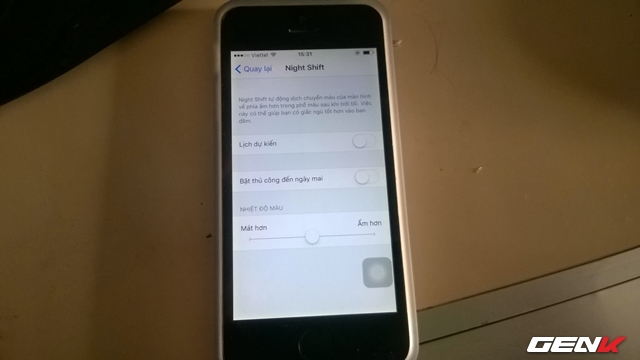 Viettel 15:31
Quay lại Night Shift
Night Shift tự động dịch chuyển màu của màn hình
về phía ấm hơn trong phổ màu sau khi trời tối. Việc
này có thể giúp bạn có giấc ngủ tốt hơn vào ban
đêm.
Lịch dự kiến
Bật thủ công đến ngày mai
NHIỆT ĐỘ MÀU
Mát hơn Ấm hơn
GENK